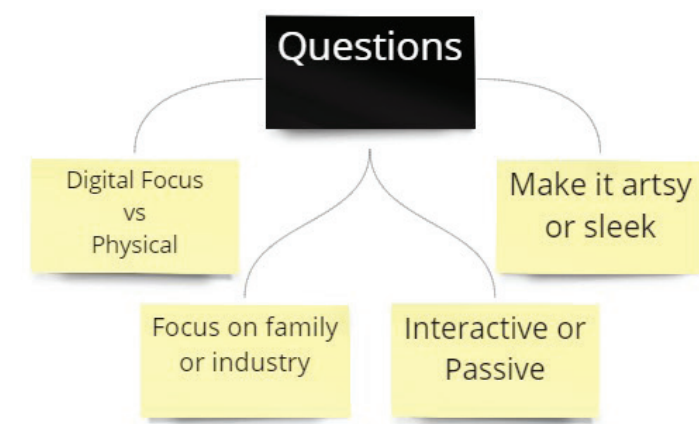 Questions
Digital Focus
vs
Physical
Make it artsy
or sleek
Focus on family
or industry
Interactive or
Passive